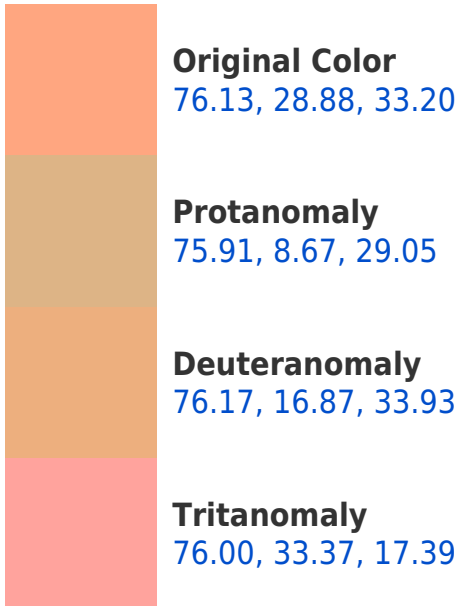 Original Color
76.13, 28.88, 33.20
Protanomaly
75.91, 8.67, 29.05
Deuteranomaly
76.17, 16.87, 33.93
Tritanomaly
76.00, 33.37, 17.39